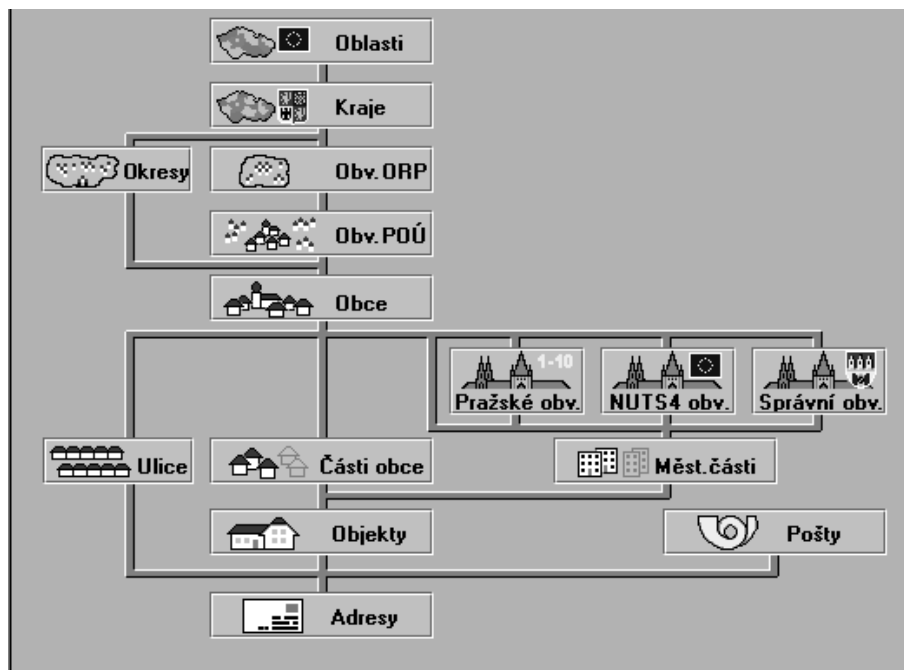 Oblasti
Kraje
Okresy
Obv. ORP
Obv. POÚ
Obce
1-10
Pražské obv.
NUTS4 obv.
Správní obv.
Ulice
Části obce
Měst. části
Objekty
Pošty
Adresy